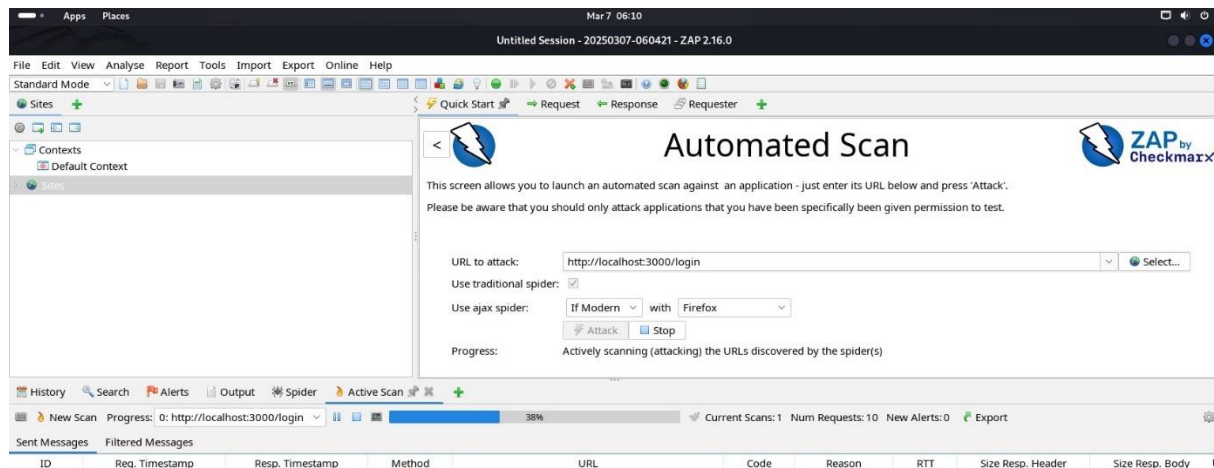 Apps Places Mar 7 06:10
Untitled Session - 20250307-060421 - ZAP 2.16.0
File Edit View Analyse Report Tools Import Export Online Help
Standard Mode
Sites Quick Start Request Response Requester
Automated Scan
ZAP by Checkmarx
Contexts
Default Context
Sites
This screen allows you to launch an automated scan against an application - just enter its URL below and press 'Attack'.
Please be aware that you should only attack applications that you have been specifically been given permission to test.
URL to attack: http://localhost:3000/login Select...
Use traditional spider:
Use ajax spider: If Modern with Firefox
Attack Stop
Progress: Actively scanning (attacking) the URLs discovered by the spider(s)
History Search Alerts Output Spider Active Scan
New Scan Progress: 0: http://localhost:3000/login 38% Current Scans: 1 Num Requests: 10 New Alerts: 0 Export
Sent Messages Filtered Messages
ID Req. Timestamp Resp. Timestamp Method URL Code Reason RTT Size Resp. Header Size Resp. Body